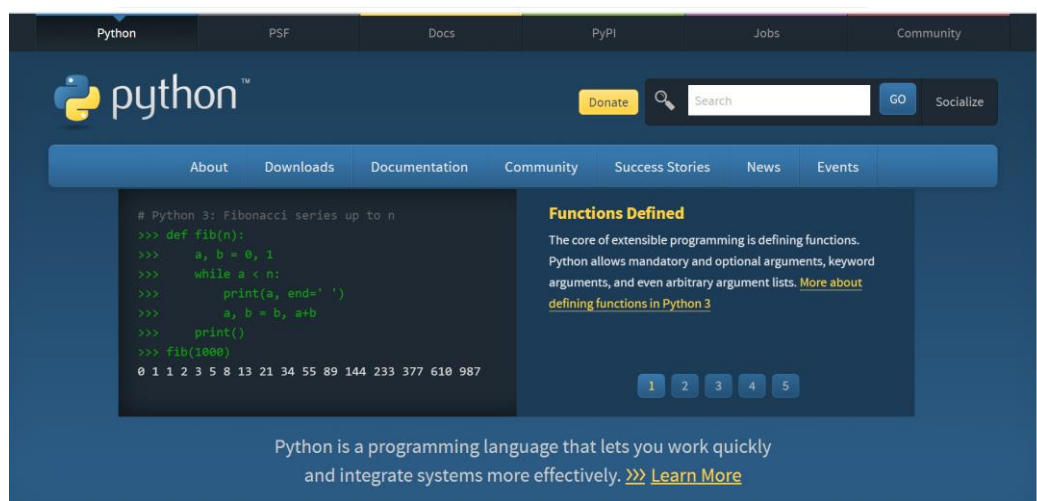 Python PSF Docs PyPI Jobs Community
python™
Donate Search GO Socialize
About Downloads Documentation Community Success Stories News Events
# Python 3: Fibonacci series up to n
>>> def fib(n):
>>>     a, b = 0, 1
>>>     while a < n:
>>>         print(a, end=' ')
>>>         a, b = b, a+b
>>>     print()
>>> fib(1000)
0 1 1 2 3 5 8 13 21 34 55 89 144 233 377 610 987
Functions Defined
The core of extensible programming is defining functions.
Python allows mandatory and optional arguments, keyword
arguments, and even arbitrary argument lists. More about
defining functions in Python 3
1 2 3 4 5
Python is a programming language that lets you work quickly
and integrate systems more effectively. >>> Learn More